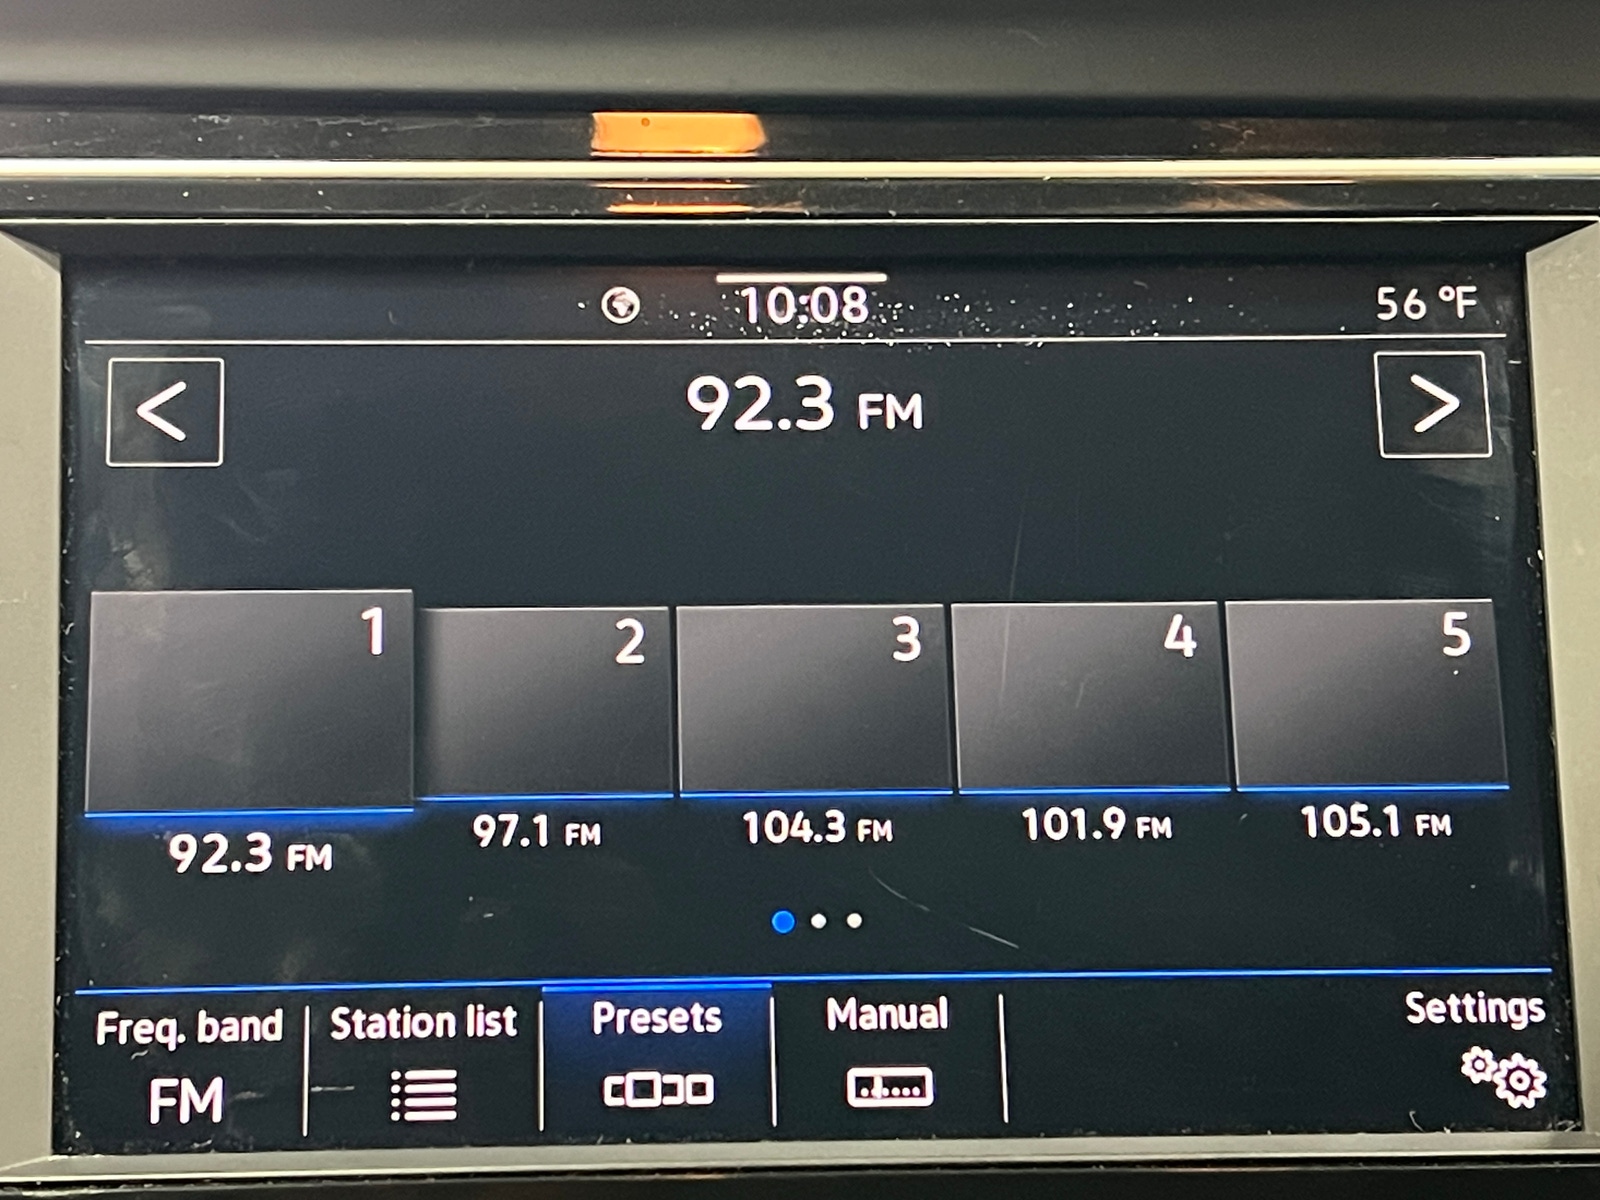 10:08
56 °F
<
92.3 FM
>
1
2
3
4
5
92.3 FM
97.1 FM
104.3 FM
101.9 FM
105.1 FM
Freq. band
Station list
Presets
Manual
Settings
FM